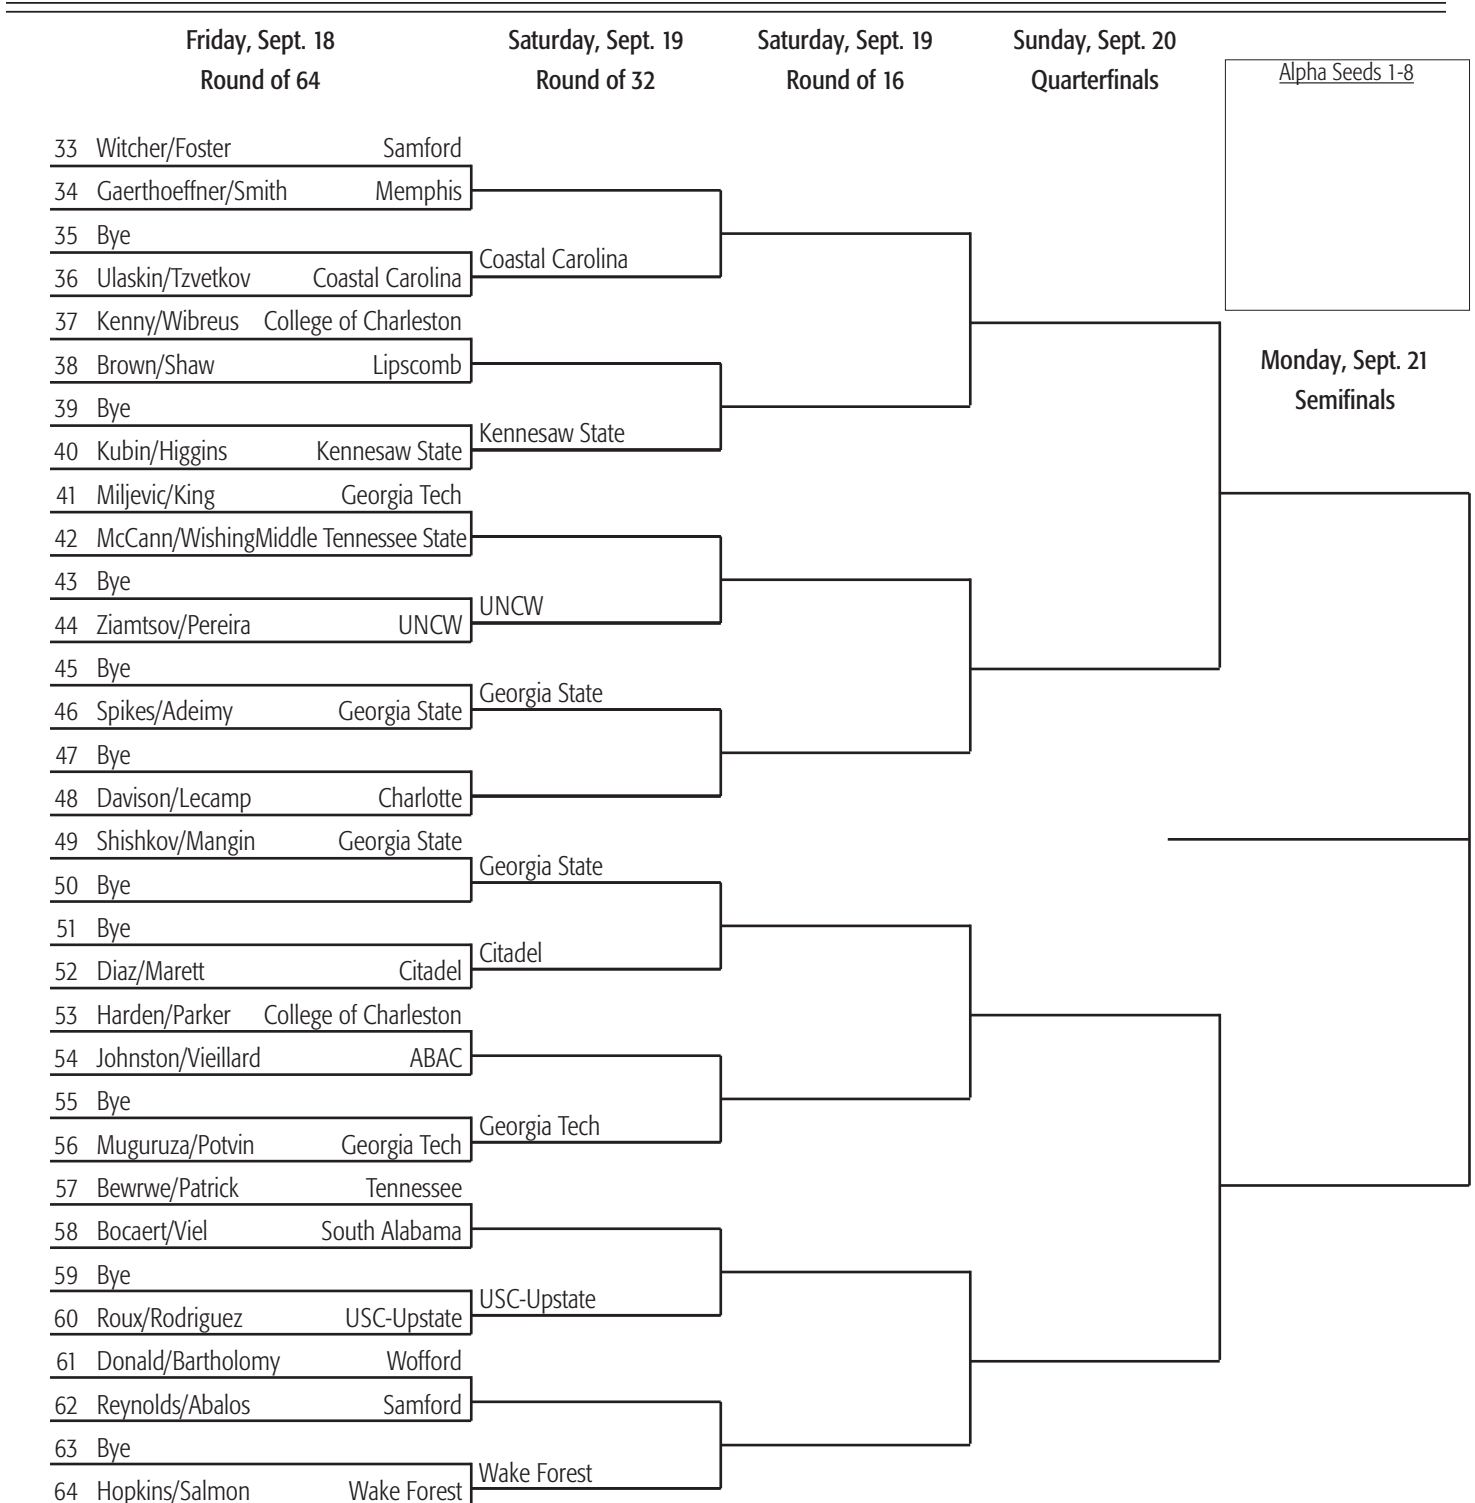 Friday, Sept. 18
Round of 64
Saturday, Sept. 19
Round of 32
Saturday, Sept. 19
Round of 16
Sunday, Sept. 20
Quarterfinals
Alpha Seeds 1-8
Monday, Sept. 21
Semifinals
33 Witcher/Foster Samford
34 Gaerthoeffner/Smith Memphis
35 Bye
Coastal Carolina
36 Ulaskin/Tzvetkov Coastal Carolina
37 Kenny/Wibreus College of Charleston
38 Brown/Shaw Lipscomb
39 Bye
Kennesaw State
40 Kubin/Higgins Kennesaw State
41 Miljevic/King Georgia Tech
42 McCann/WishingMiddle Tennessee State
43 Bye
UNCW
44 Ziamtsov/Pereira UNCW
45 Bye
Georgia State
46 Spikes/Adeimy Georgia State
47 Bye
48 Davison/Lecamp Charlotte
49 Shishkov/Mangin Georgia State
Georgia State
50 Bye
51 Bye
Citadel
52 Diaz/Marett Citadel
53 Harden/Parker College of Charleston
54 Johnston/Vieillard ABAC
55 Bye
Georgia Tech
56 Muguruza/Potvin Georgia Tech
57 Bewrwe/Patrick Tennessee
58 Bocaert/Viel South Alabama
59 Bye
USC-Upstate
60 Roux/Rodriguez USC-Upstate
61 Donald/Bartholomy Wofford
62 Reynolds/Abalos Samford
63 Bye
Wake Forest
64 Hopkins/Salmon Wake Forest